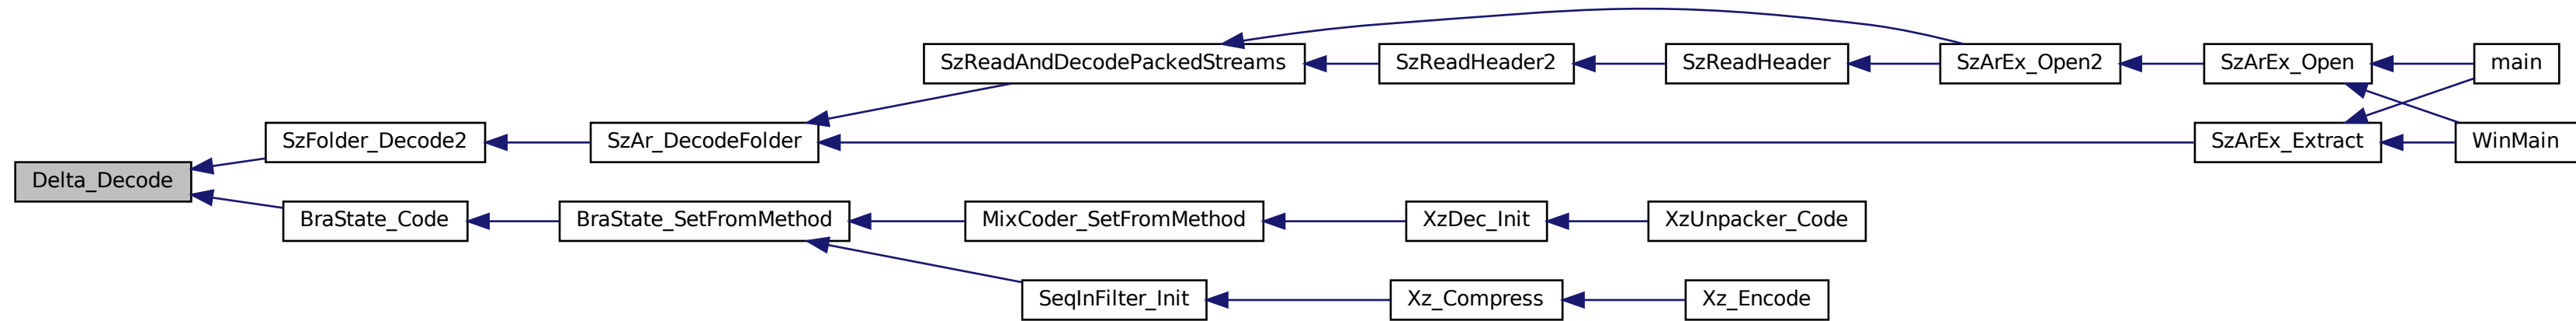 Delta_Decode
SzFolder_Decode2
SzAr_DecodeFolder
SzReadAndDecodePackedStreams
SzReadHeader2
SzReadHeader
SzArEx_Open2
SzArEx_Open
main
SzArEx_Extract
WinMain
BraState_Code
BraState_SetFromMethod
MixCoder_SetFromMethod
XzDec_Init
XzUnpacker_Code
SeqInFilter_Init
Xz_Compress
Xz_Encode